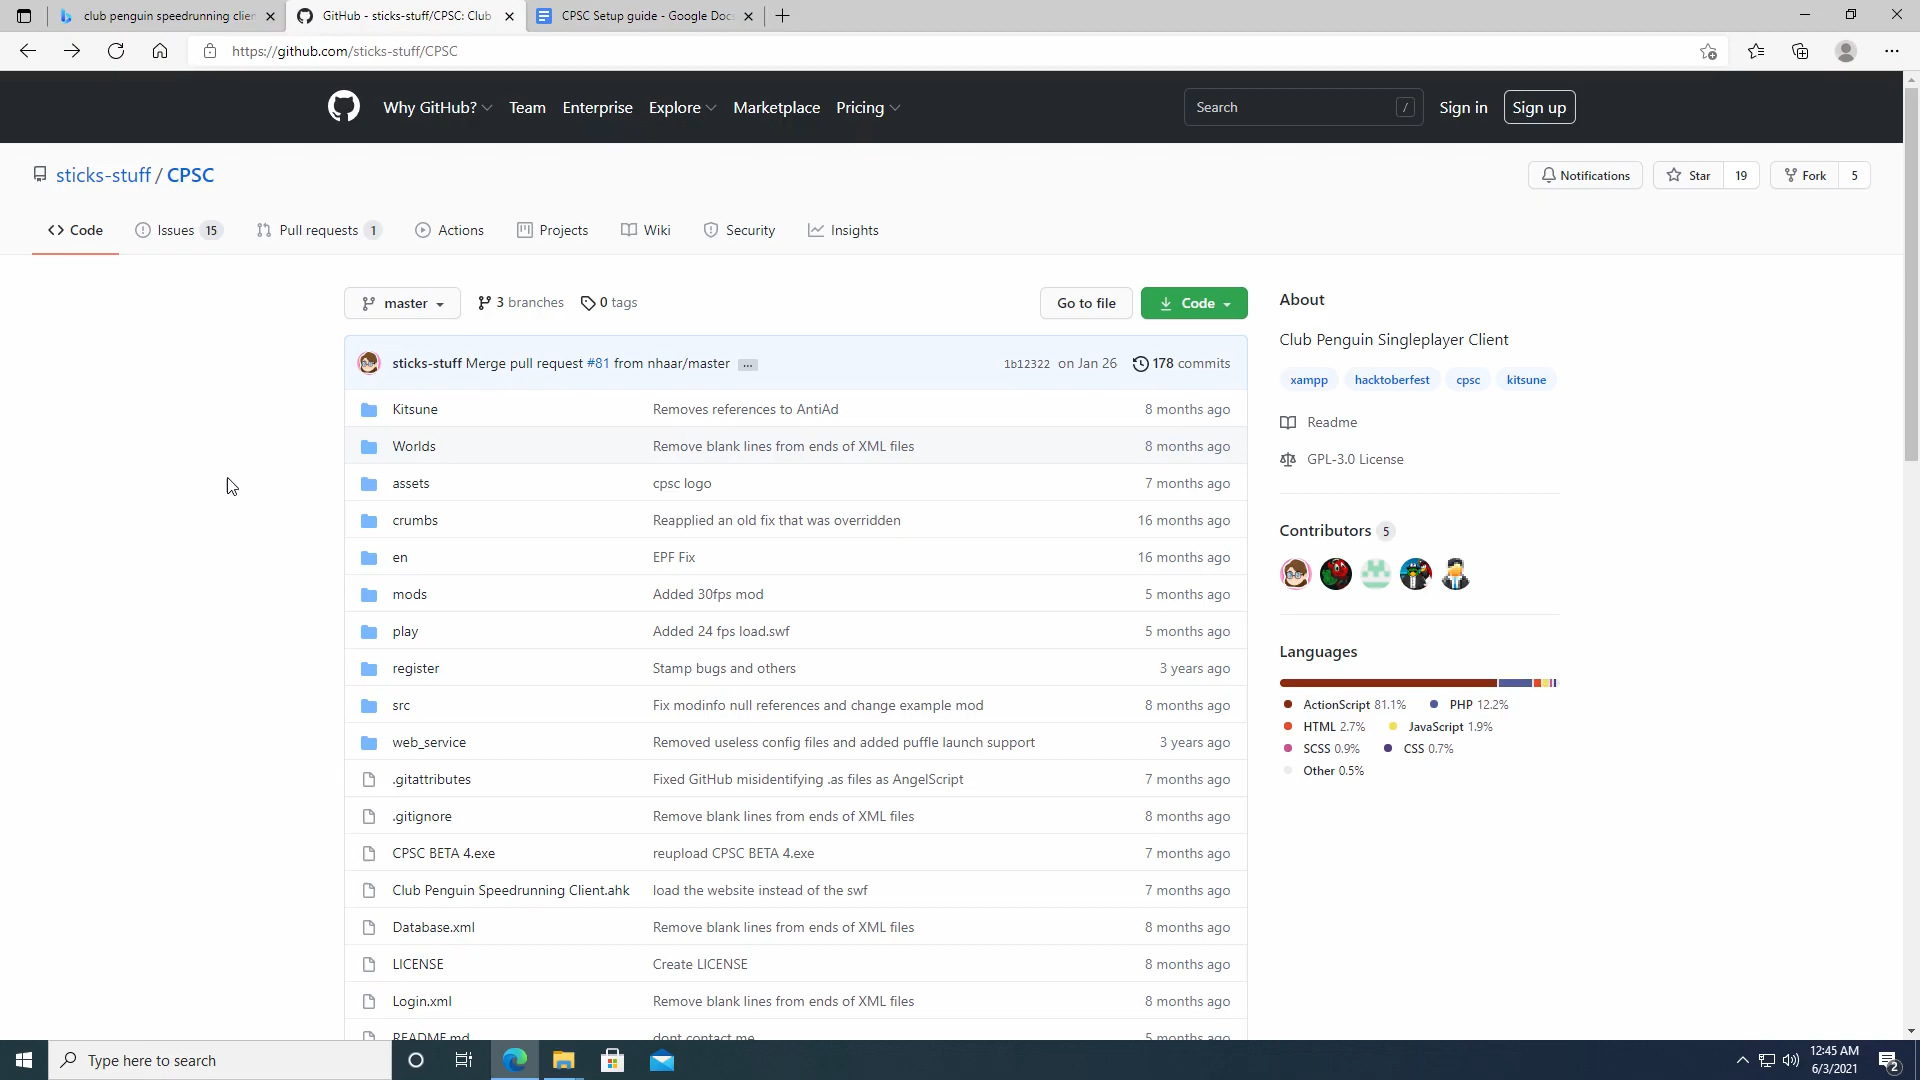 club penguin speedrunning clien
GitHub - sticks-stuff/CPSC: Club
CPSC Setup guide - Google Docs
https://github.com/sticks-stuff/CPSC
Why GitHub? Team Enterprise Explore Marketplace Pricing
Search / Sign in Sign up
sticks-stuff / CPSC
Notifications Star 19 Fork 5
Code Issues 15 Pull requests 1 Actions Projects Wiki Security Insights
master 3 branches 0 tags Go to file Code
sticks-stuff Merge pull request #81 from nhaar/master ... 1b12322 on Jan 26 178 commits
Kitsune Removes references to AntiAd 8 months ago
Worlds Remove blank lines from ends of XML files 8 months ago
assets cpsc logo 7 months ago
crumbs Reapplied an old fix that was overridden 16 months ago
en EPF Fix 16 months ago
mods Added 30fps mod 5 months ago
play Added 24 fps load.swf 5 months ago
register Stamp bugs and others 3 years ago
src Fix modinfo null references and change example mod 8 months ago
web_service Removed useless config files and added puffle launch support 3 years ago
.gitattributes Fixed GitHub misidentifying .as files as AngelScript 7 months ago
.gitignore Remove blank lines from ends of XML files 8 months ago
CPSC BETA 4.exe reupload CPSC BETA 4.exe 7 months ago
Club Penguin Speedrunning Client.ahk load the website instead of the swf 7 months ago
Database.xml Remove blank lines from ends of XML files 8 months ago
LICENSE Create LICENSE 8 months ago
Login.xml Remove blank lines from ends of XML files 8 months ago
README.md dont contact me 5 months ago
About
Club Penguin Singleplayer Client
xampp hacktoberfest cpsc kitsune
Readme
GPL-3.0 License
Contributors 5
Languages
ActionScript 81.1% PHP 12.2%
HTML 2.7% JavaScript 1.9%
SCSS 0.9% CSS 0.7%
Other 0.5%
Type here to search
12:45 AM
6/3/2021
2